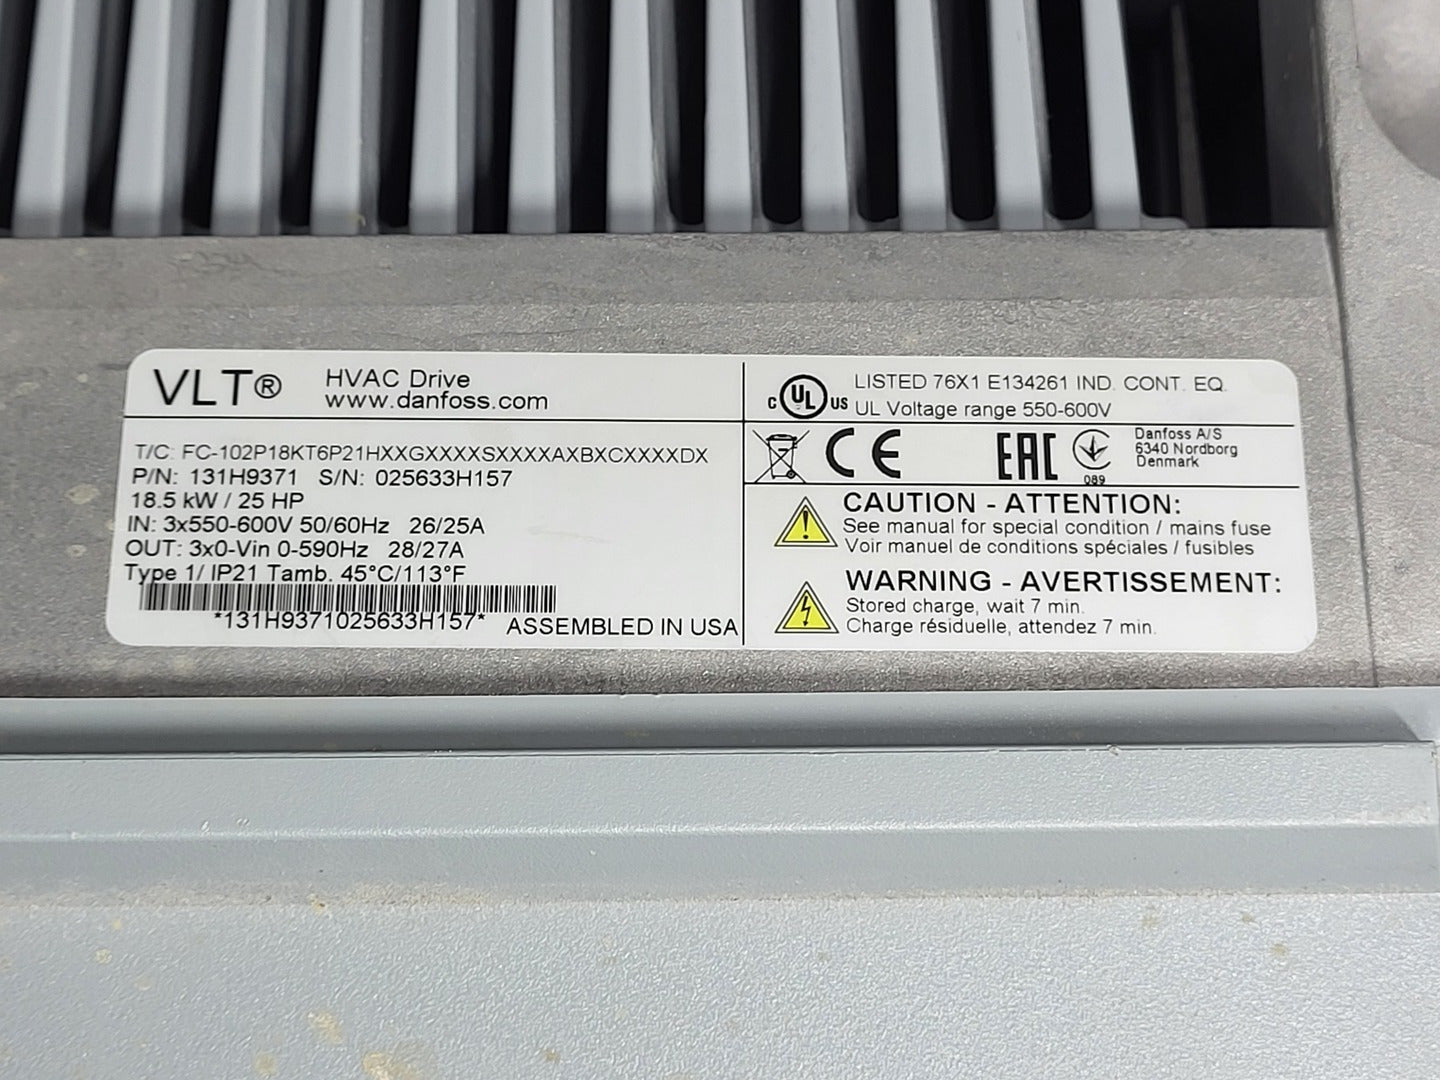 VLT®
HVAC Drive
www.danfoss.com
T/C: FC-102P18KT6P21HXXGXXXXSXXXXAXBXCXXXXDX
P/N: 131H9371 S/N: 025633H157
18.5 kW / 25 HP
IN: 3x550-600V 50/60Hz 26/25A
OUT: 3x0-Vin 0-590Hz 28/27A
Type 1/ IP21 Tamb. 45°C/113°F
*131H9371025633H157*
ASSEMBLED IN USA
C UL US
LISTED 76X1 E134261 IND. CONT. EQ.
UL Voltage range 550-600V
CE
EAC
089
Danfoss A/S
6340 Nordborg
Denmark
CAUTION - ATTENTION:
See manual for special condition / mains fuse
Voir manuel de conditions spéciales / fusibles
WARNING - AVERTISSEMENT:
Stored charge, wait 7 min.
Charge résiduelle, attendez 7 min.